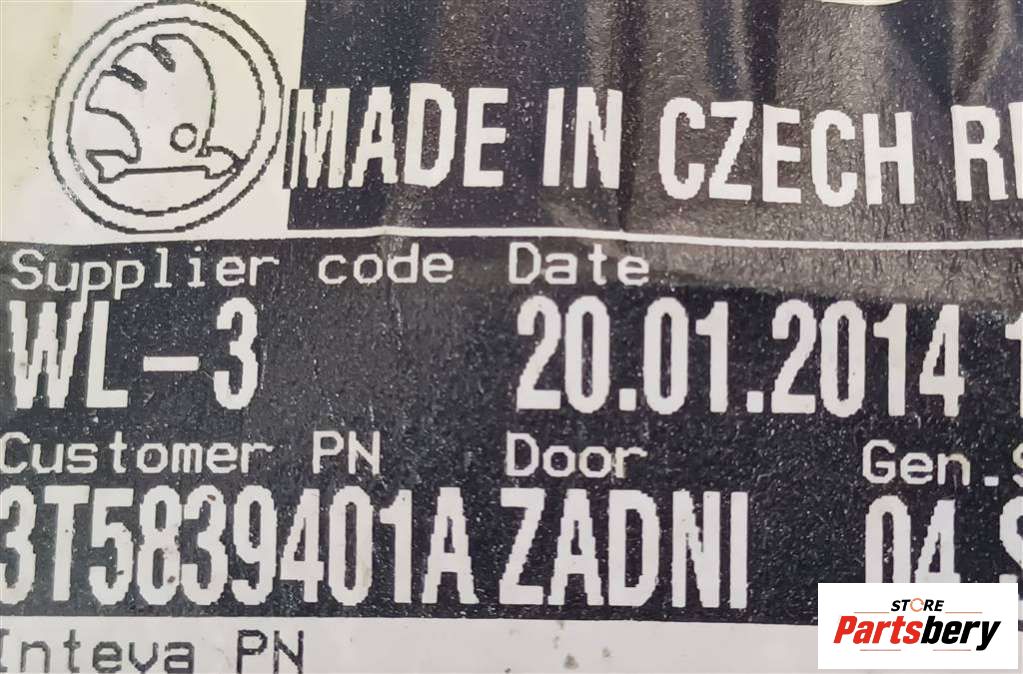 MADE IN CZECH
Supplier code Date
WL-3 20.01.2014
Customer PN Door
3T5839401A ZADNI 04
Inteva PN
STORE
Partsbery